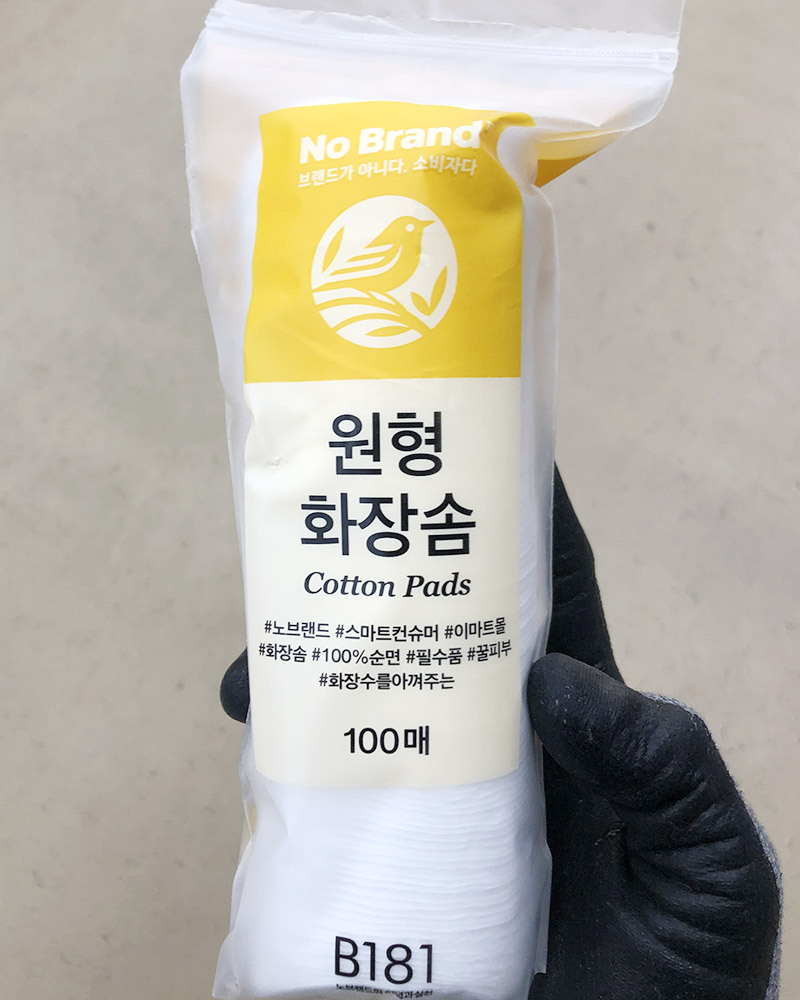 No Brand
브랜드가 아니다. 소비자다
원형
화장솜
Cotton Pads
#노브랜드 #스마트컨슈머 #이마트몰
#화장솜 #100%순면 #필수품 #꿀피부
#화장수를아껴주는
100매
B181